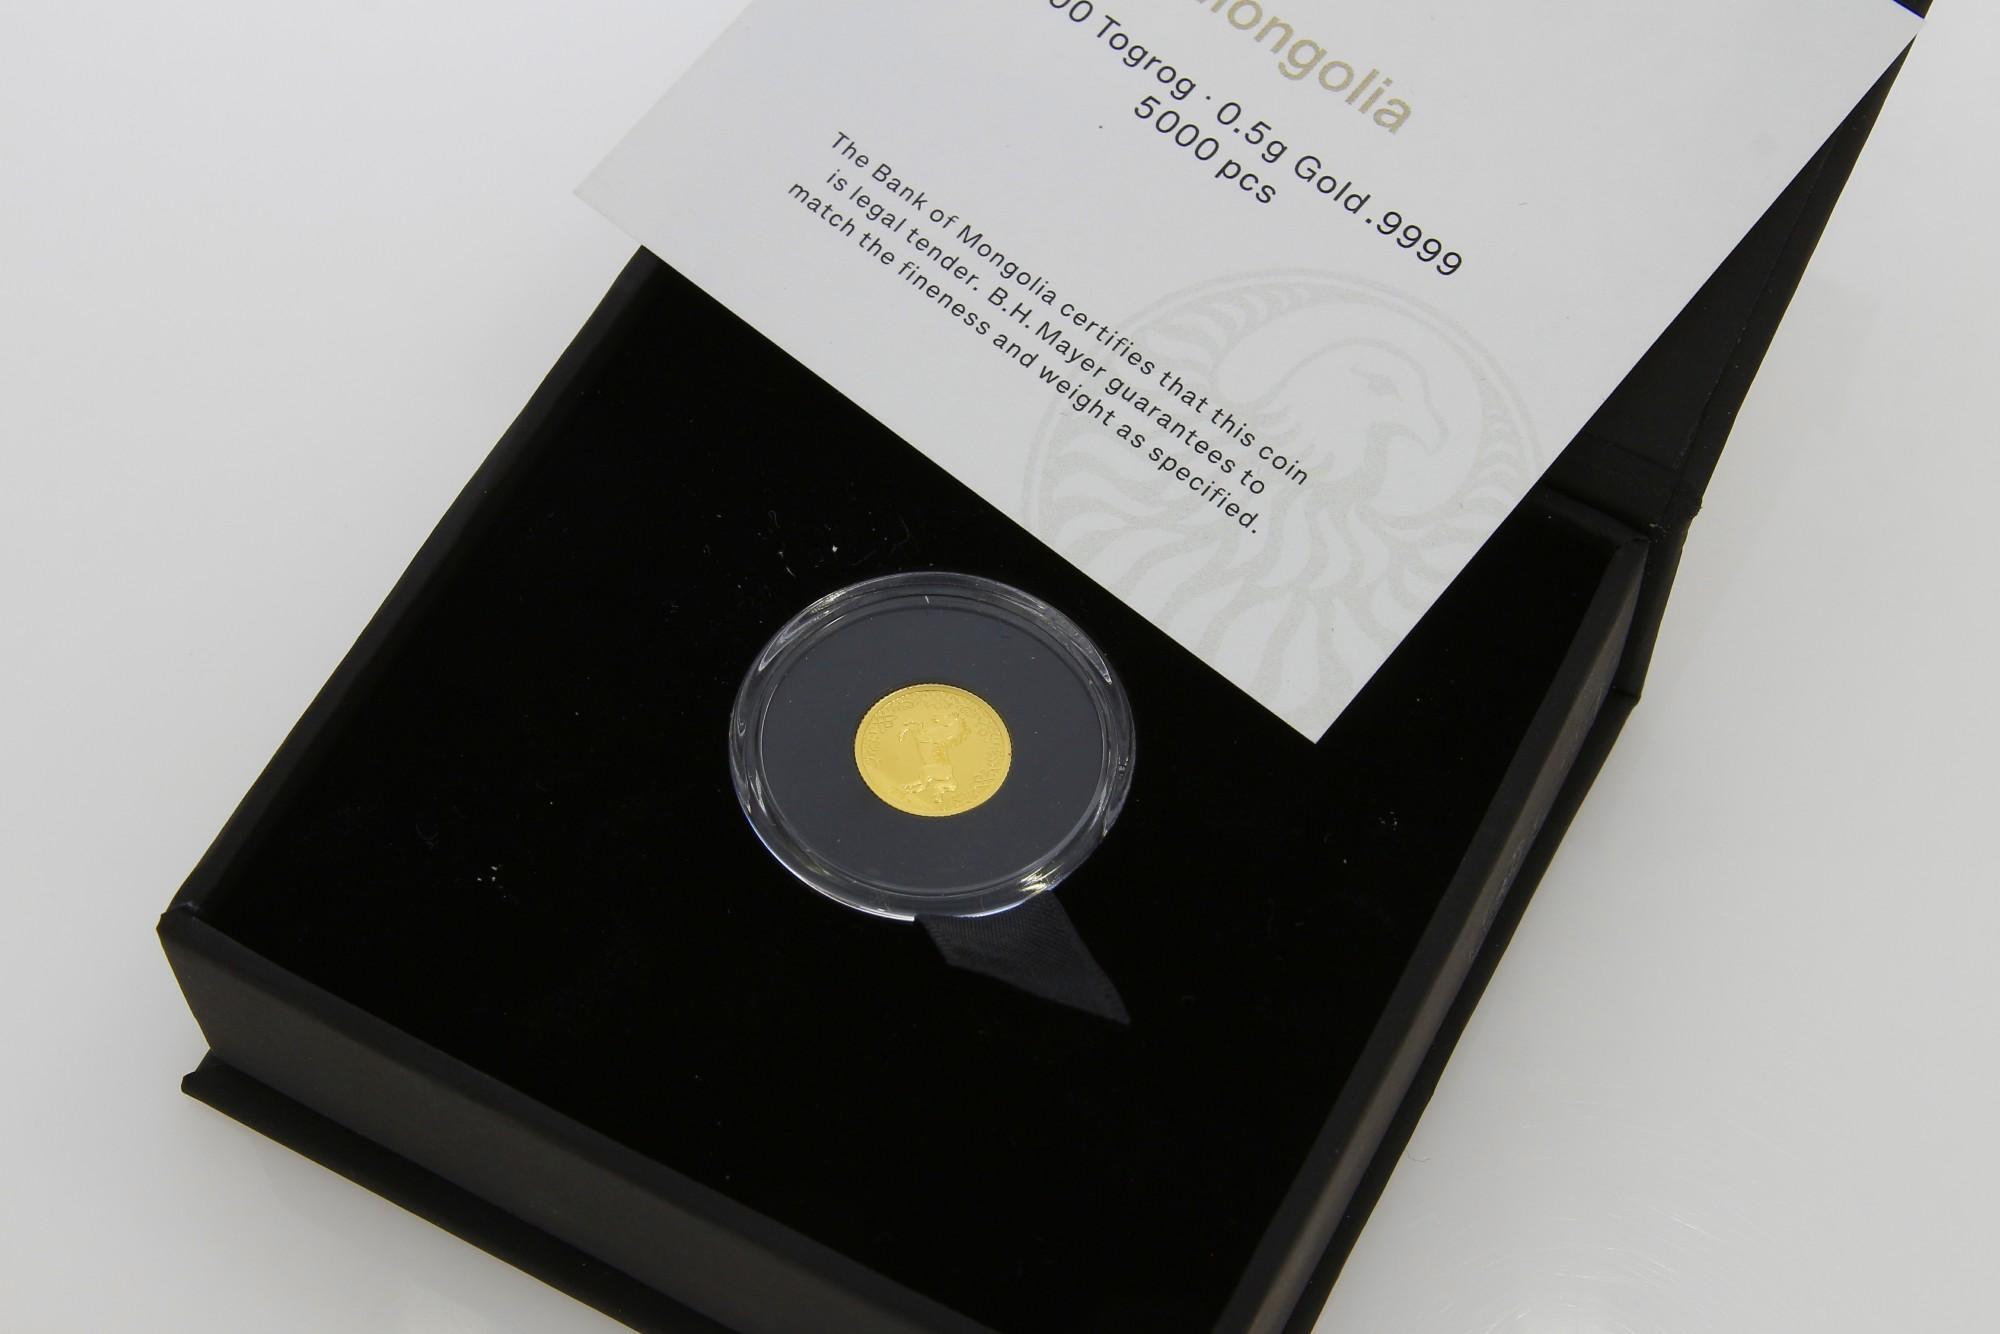 Mongolia
00 Togrog · 0.5g Gold .9999
5000 pcs
The Bank of Mongolia certifies that this coin
is legal tender. B.H. Mayer guarantees to
match the fineness and weight as specified.